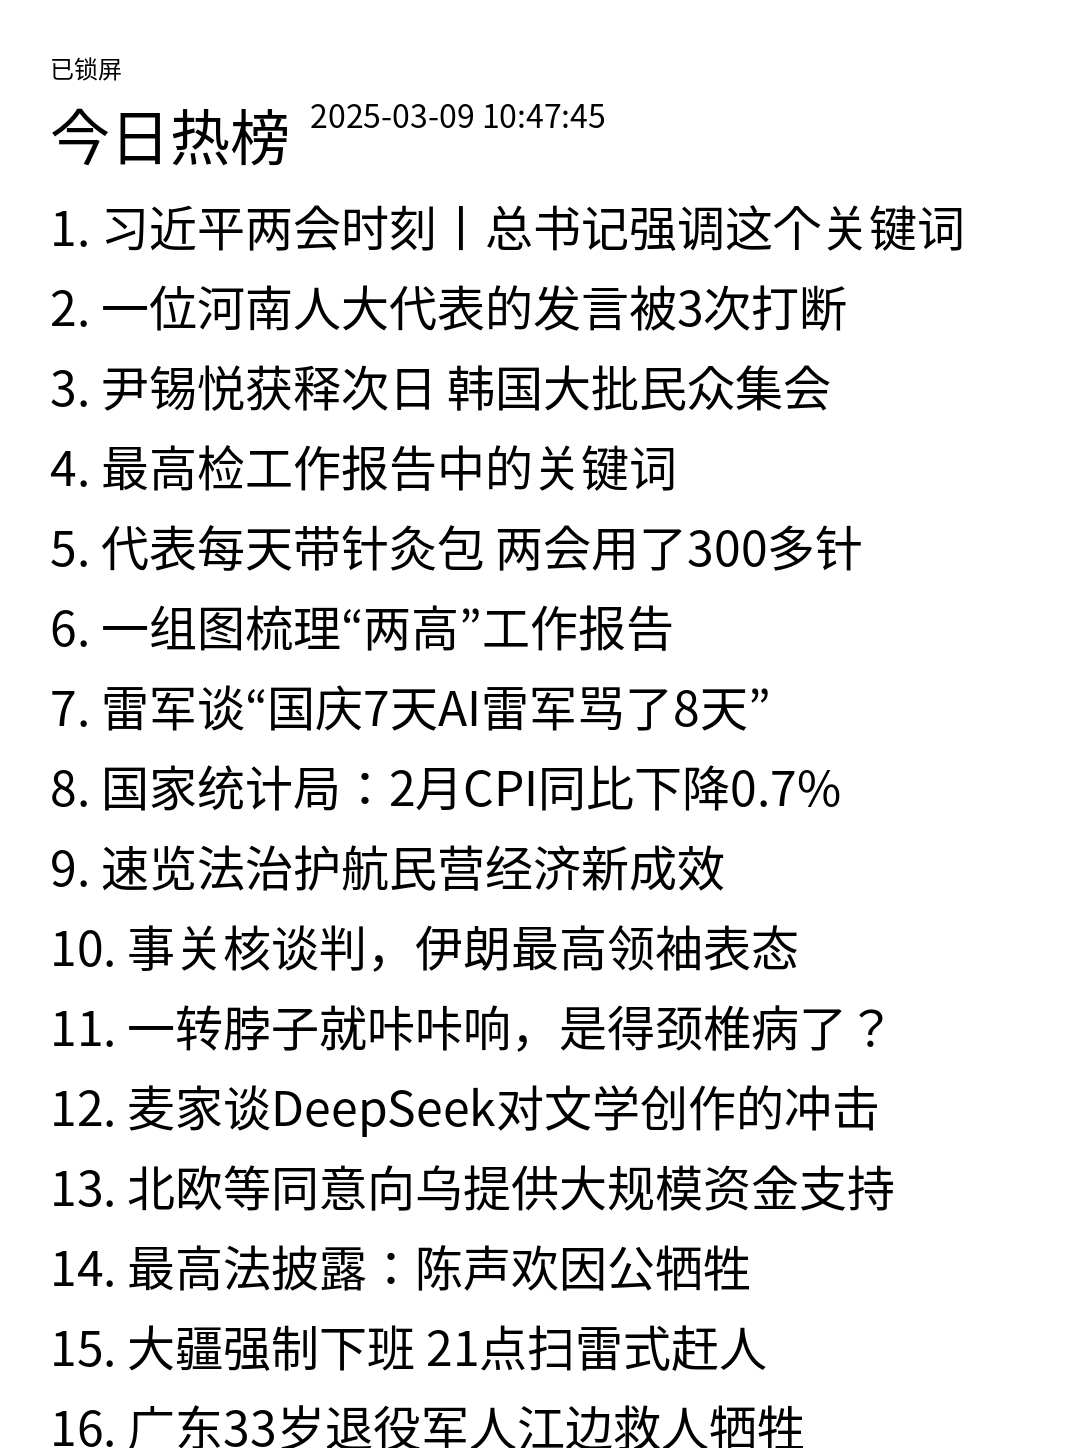 已锁屏
今日热榜 2025-03-09 10:47:45
1. 习近平两会时刻丨总书记强调这个关键词
2. 一位河南人大代表的发言被3次打断
3. 尹锡悦获释次日 韩国大批民众集会
4. 最高检工作报告中的关键词
5. 代表每天带针灸包 两会用了300多针
6. 一组图梳理“两高”工作报告
7. 雷军谈“国庆7天AI雷军骂了8天”
8. 国家统计局：2月CPI同比下降0.7%
9. 速览法治护航民营经济新成效
10. 事关核谈判，伊朗最高领袖表态
11. 一转脖子就咔咔响，是得颈椎病了？
12. 麦家谈DeepSeek对文学创作的冲击
13. 北欧等同意向乌提供大规模资金支持
14. 最高法披露：陈声欢因公牺牲
15. 大疆强制下班 21点扫雷式赶人
16. 广东33岁退役军人江边救人牺牲